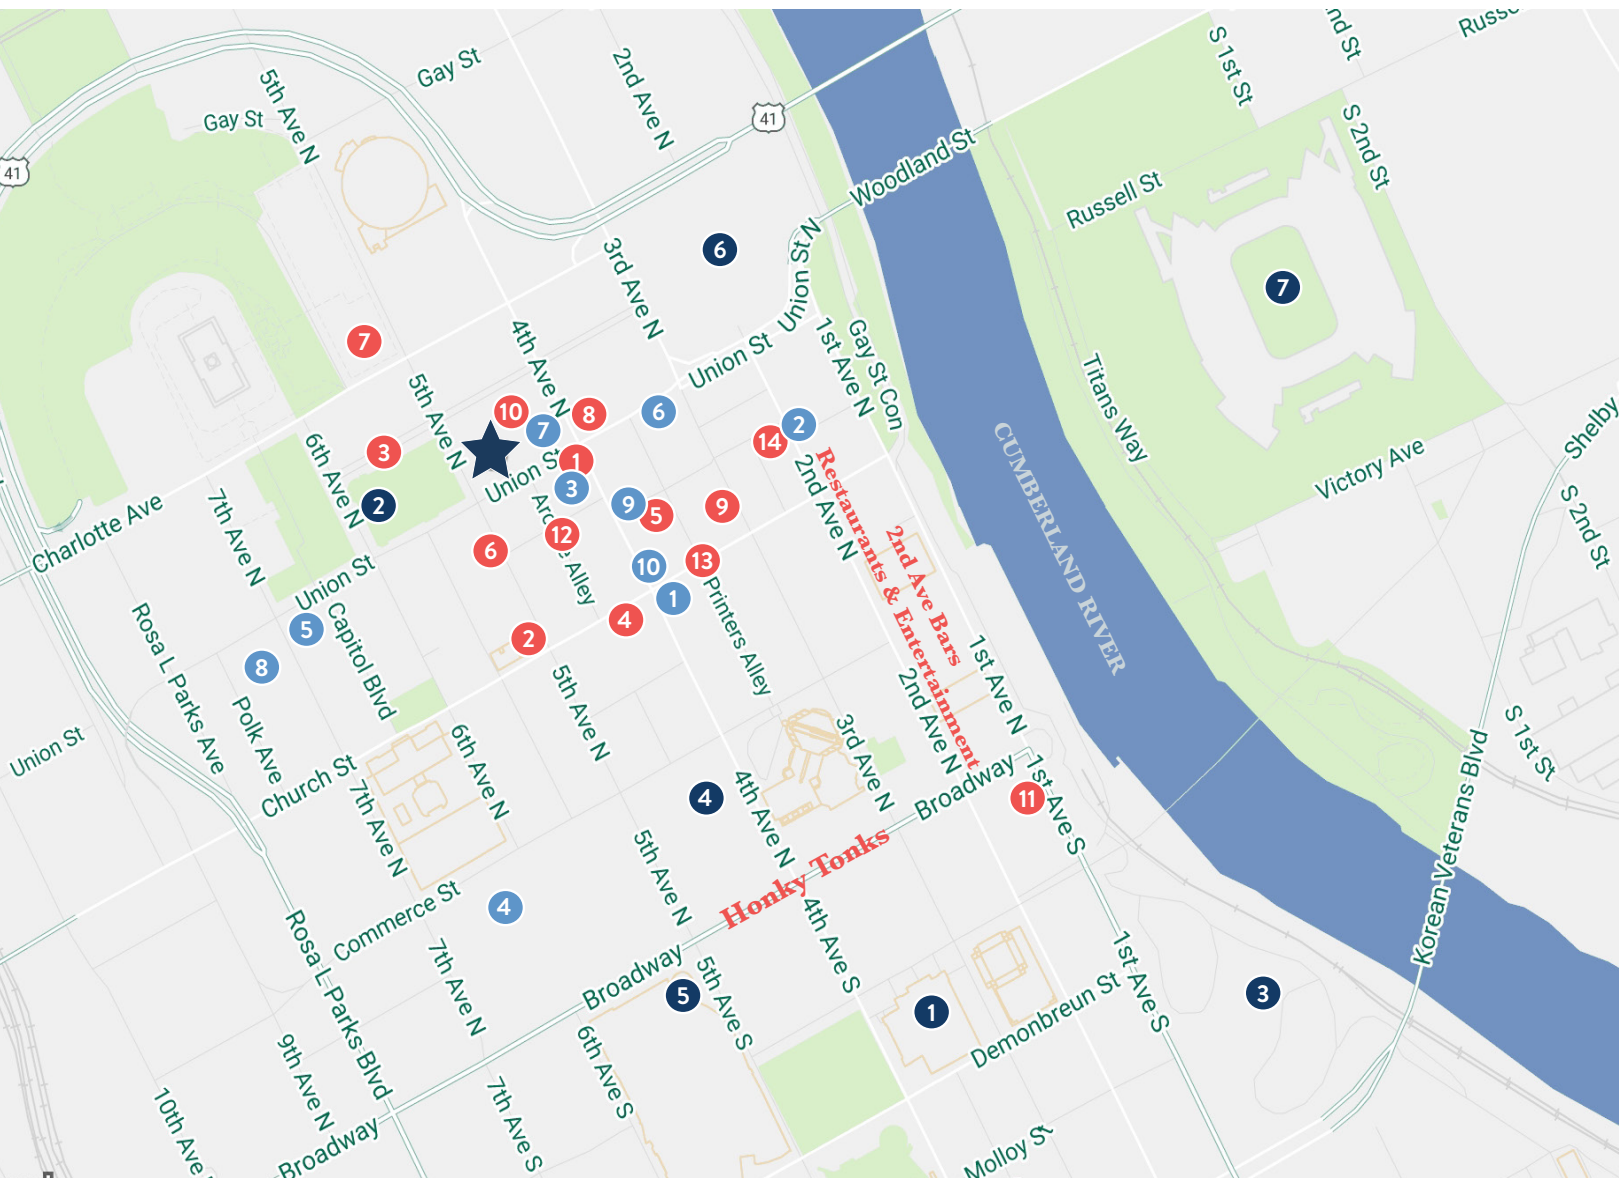 Gay St
5th Ave N
2nd Ave N
S 1st St
nd St
Gay St
41
41
S 2nd St
Woodland St
Russell St
6
3rd Ave N
Union St N
7
7
4th Ave N
Union St
1st Ave N
Gay St Con
Titans Way
5th Ave N
10
7
8
6
2
14
3
6th Ave N
Union St
1
2
3
9
5
9
2nd Ave N
Restaurants & Entertainment
2nd Ave Bars
CUMBERLAND RIVER
Victory Ave
Shelby
S 2nd St
Charlotte Ave
7th Ave N
12
Alley
6
10
13
1
Printers Alley
Union St
5
8
Capitol Blvd
Rosa L Parks Ave
4
2
5th Ave N
1st Ave N
2nd Ave N
Polk Ave
Union St
Church St
6th Ave N
7th Ave N
4
4th Ave N
3rd Ave N
Broadway
11
1st Ave S
S 1st St
Korean Veterans Blvd
Honky Tonks
5th Ave N
4
Commerce St
Rosa L Parks Blvd
7th Ave N
4th Ave S
Broadway
5
5th Ave S
1
Demonbreun St
1st Ave S
3
9th Ave N
6th Ave S
7th Ave S
10th Ave
Broadway
Molloy St